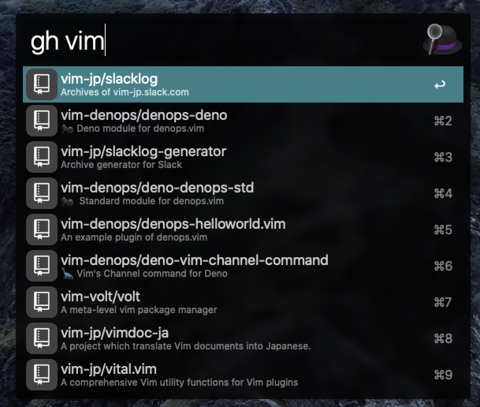 gh vim
vim-jp/slacklog
Archives of vim-jp.slack.com
↩
vim-denops/denops-deno
Deno module for denops.vim
⌘2
vim-jp/slacklog-generator
Archive generator for Slack
⌘3
vim-denops/deno-denops-std
Standard module for denops.vim
⌘4
vim-denops/denops-helloworld.vim
An example plugin of denops.vim
⌘5
vim-denops/deno-vim-channel-command
🦕 Vim's Channel command for Deno
⌘6
vim-volt/volt
A meta-level vim package manager
⌘7
vim-jp/vimdoc-ja
A project which translate Vim documents into Japanese.
⌘8
vim-jp/vital.vim
A comprehensive Vim utility functions for Vim plugins
⌘9